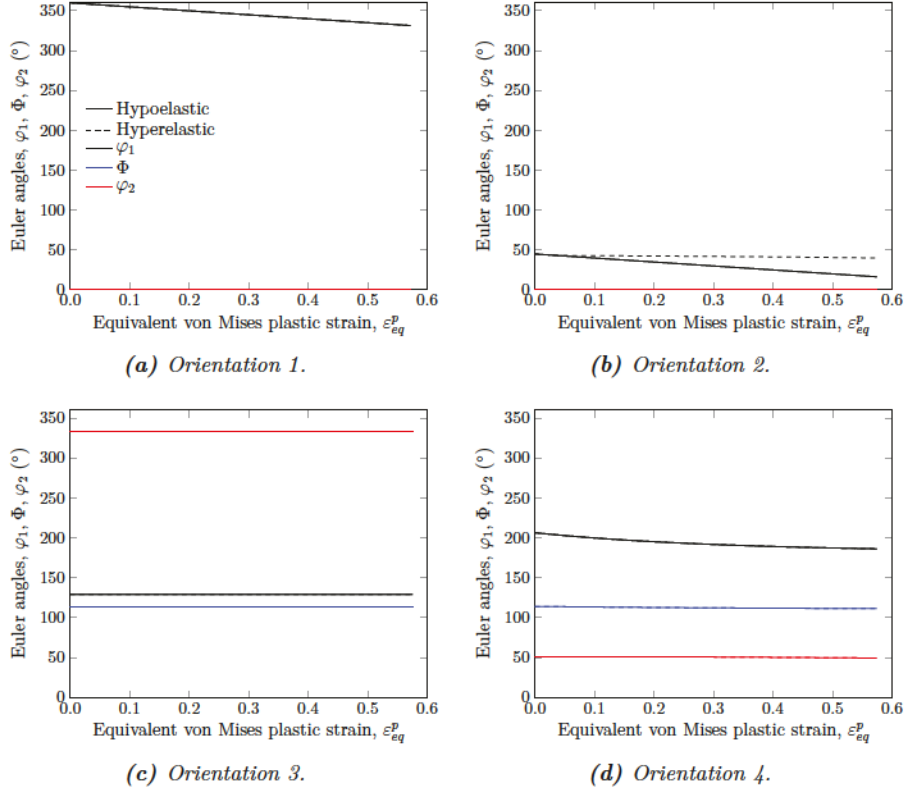 350
300
250
200
150
100
50
0
0.0 0.1 0.2 0.3 0.4 0.5 0.6
Euler angles, φ₁, Φ, φ₂ (°)
Hypoelastic
Hyperelastic
φ₁
Φ
φ₂
Equivalent von Mises plastic strain, εᵖₑq
(a) Orientation 1.
350
300
250
200
150
100
50
0
0.0 0.1 0.2 0.3 0.4 0.5 0.6
Euler angles, φ₁, Φ, φ₂ (°)
Equivalent von Mises plastic strain, εᵖₑq
(b) Orientation 2.
350
300
250
200
150
100
50
0
0.0 0.1 0.2 0.3 0.4 0.5 0.6
Euler angles, φ₁, Φ, φ₂ (°)
Equivalent von Mises plastic strain, εᵖₑq
(c) Orientation 3.
350
300
250
200
150
100
50
0
0.0 0.1 0.2 0.3 0.4 0.5 0.6
Euler angles, φ₁, Φ, φ₂ (°)
Equivalent von Mises plastic strain, εᵖₑq
(d) Orientation 4.